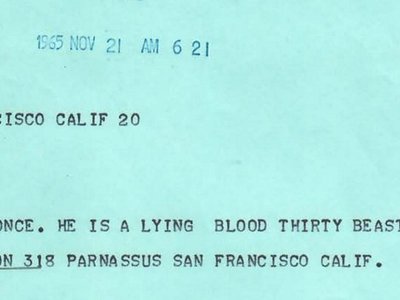 1965 NOV 21 AM 6 21
CISCO CALIF 20
ONCE. HE IS A LYING BLOOD THIRTY BEAST
ON 318 PARNASSUS SAN FRANCISCO CALIF.